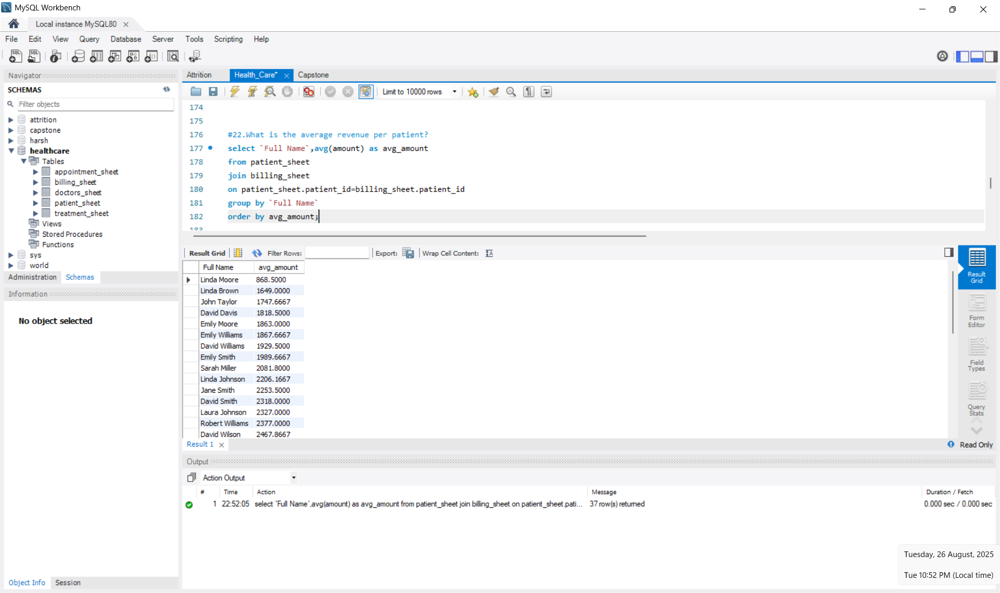 MySQL Workbench
Local instance MySQL80
File Edit View Query Database Server Tools Scripting Help
Navigator
SCHEMAS
Filter objects
attrition
capstone
harsh
healthcare
Tables
appointment_sheet
billing_sheet
doctors_sheet
patient_sheet
treatment_sheet
Views
Stored Procedures
Functions
sys
world
Administration Schemas
Information
No object selected
Object Info Session
Attrition Health_Care* Capstone
Limit to 10000 rows
174
175
176 #22.What is the average revenue per patient?
177 select `Full Name`,avg(amount) as avg_amount
178 from patient_sheet
179 join billing_sheet
180 on patient_sheet.patient_id=billing_sheet.patient_id
181 group by `Full Name`
182 order by avg_amount;
183
Result Grid Filter Rows: Export: Wrap Cell Content:
Full Name avg_amount
Linda Moore 868.5000
Linda Brown 1649.0000
John Taylor 1747.6667
David Davis 1818.5000
Emily Moore 1863.0000
Emily Williams 1867.6667
David Williams 1929.5000
Emily Smith 1989.6667
Sarah Miller 2081.8000
Linda Johnson 2206.1667
Jane Smith 2253.5000
David Smith 2318.0000
Laura Johnson 2327.0000
Robert Williams 2377.0000
David Wilson 2467.8667
Result
Grid
Form
Editor
Field
Types
Query
Stats
Result 1
Read Only
Output
Action Output
# Time Action Message Duration / Fetch
1 22:52:05 select `Full Name`,avg(amount) as avg_amount from patient_sheet join billing_sheet on patient_sheet.pati... 37 row(s) returned 0.000 sec / 0.000 sec
Tuesday, 26 August, 2025
Tue 10:52 PM (Local time)